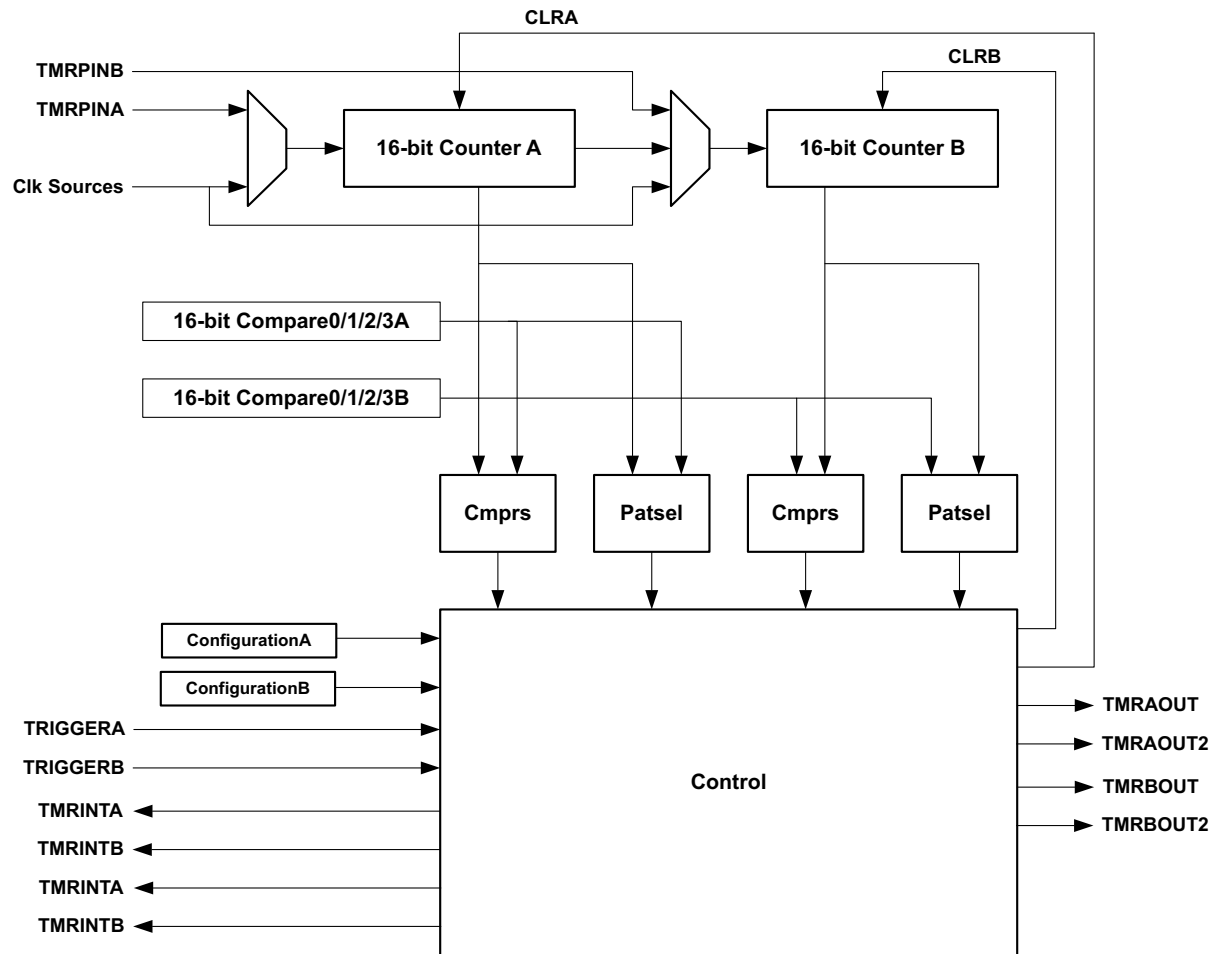 CLRA
CLRB
TMRPINB
TMRPINA
16-bit Counter A
16-bit Counter B
Clk Sources
16-bit Compare0/1/2/3A
16-bit Compare0/1/2/3B
Cmprs
Patsel
Cmprs
Patsel
ConfigurationA
ConfigurationB
TRIGGERA
TRIGGERB
TMRINTA
TMRINTB
TMRINTA
TMRINTB
Control
TMRAOUT
TMRAOUT2
TMRBOUT
TMRBOUT2